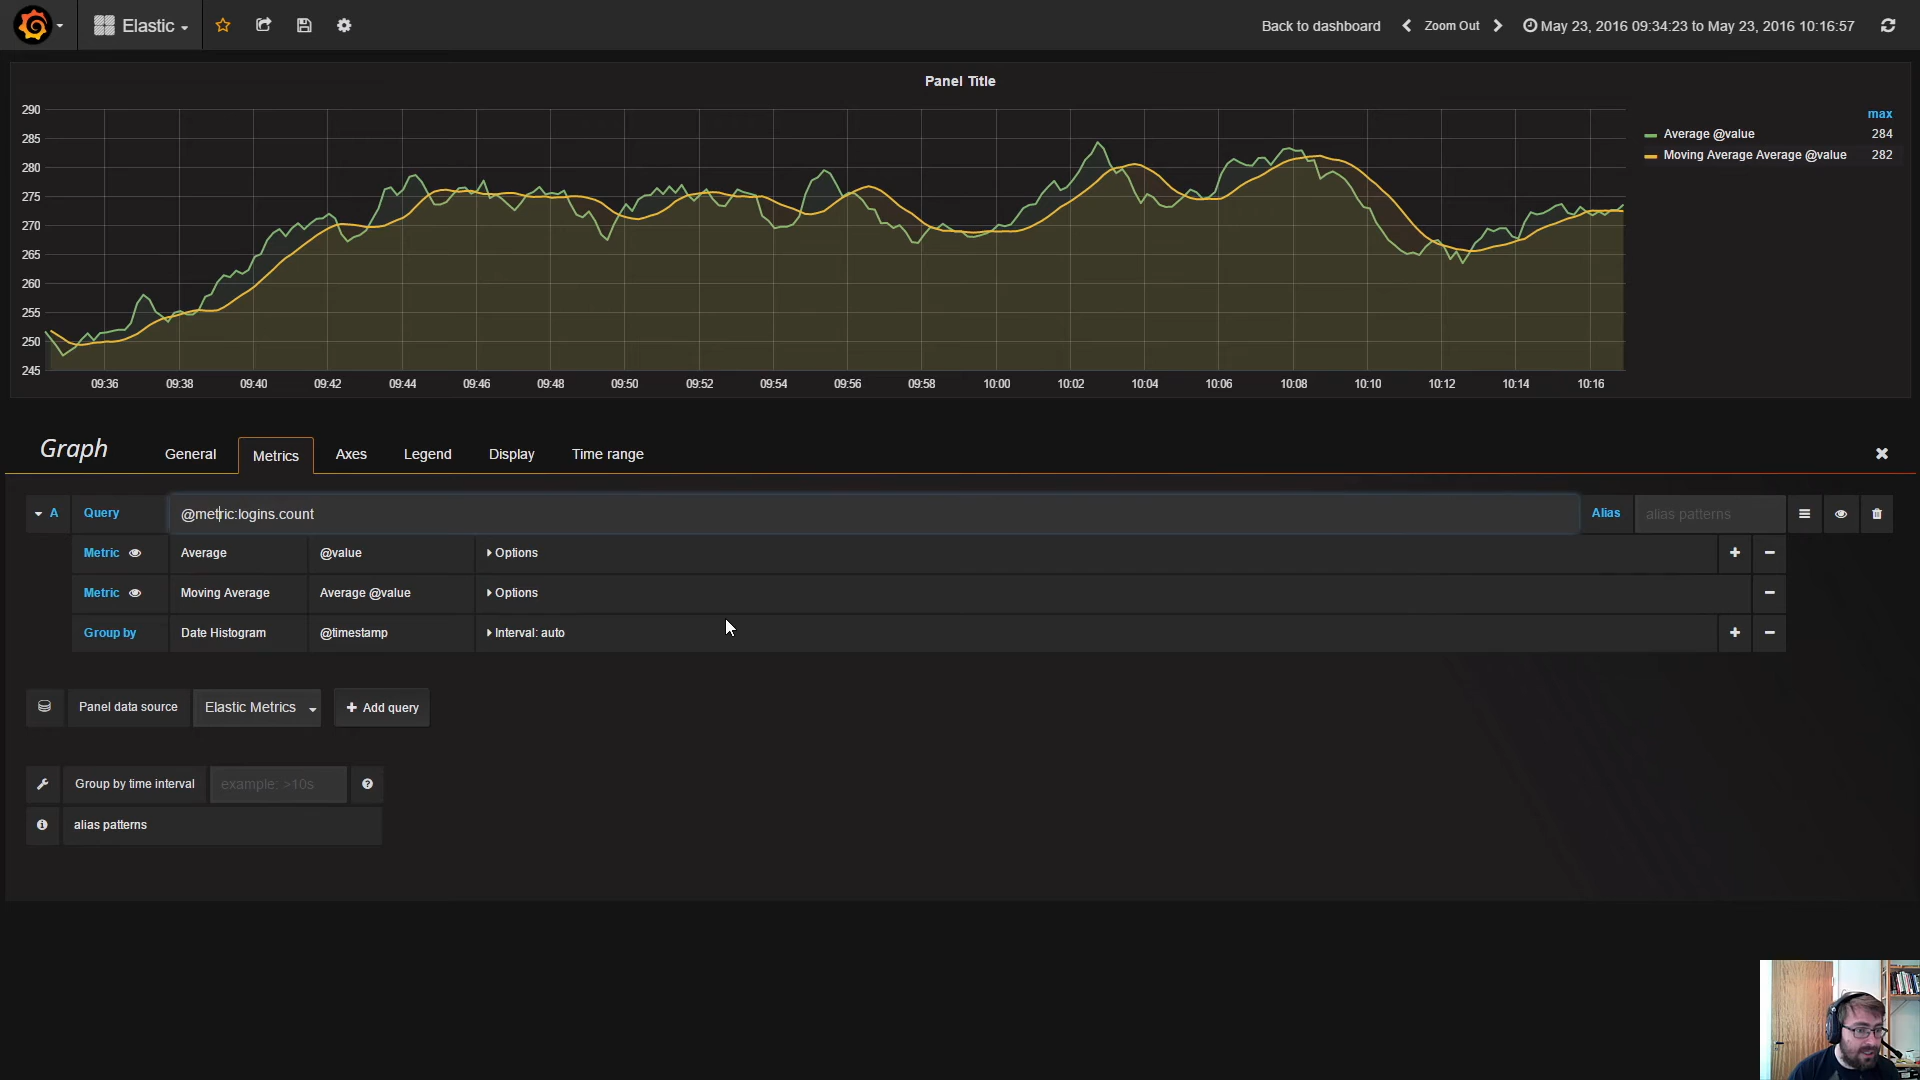 Elastic
Back to dashboard Zoom Out May 23, 2016 09:34:23 to May 23, 2016 10:16:57
Panel Title
290
285
280
275
270
265
260
255
250
245
09:36 09:38 09:40 09:42 09:44 09:46 09:48 09:50 09:52 09:54 09:56 09:58 10:00 10:02 10:04 10:06 10:08 10:10 10:12 10:14 10:16
max
Average @value 284
Moving Average Average @value 282
Graph General Metrics Axes Legend Display Time range
A Query @metric:logins.count Alias alias patterns
Metric Average @value Options
Metric Moving Average Average @value Options
Group by Date Histogram @timestamp Interval: auto
Panel data source Elastic Metrics Add query
Group by time interval example: >10s
alias patterns